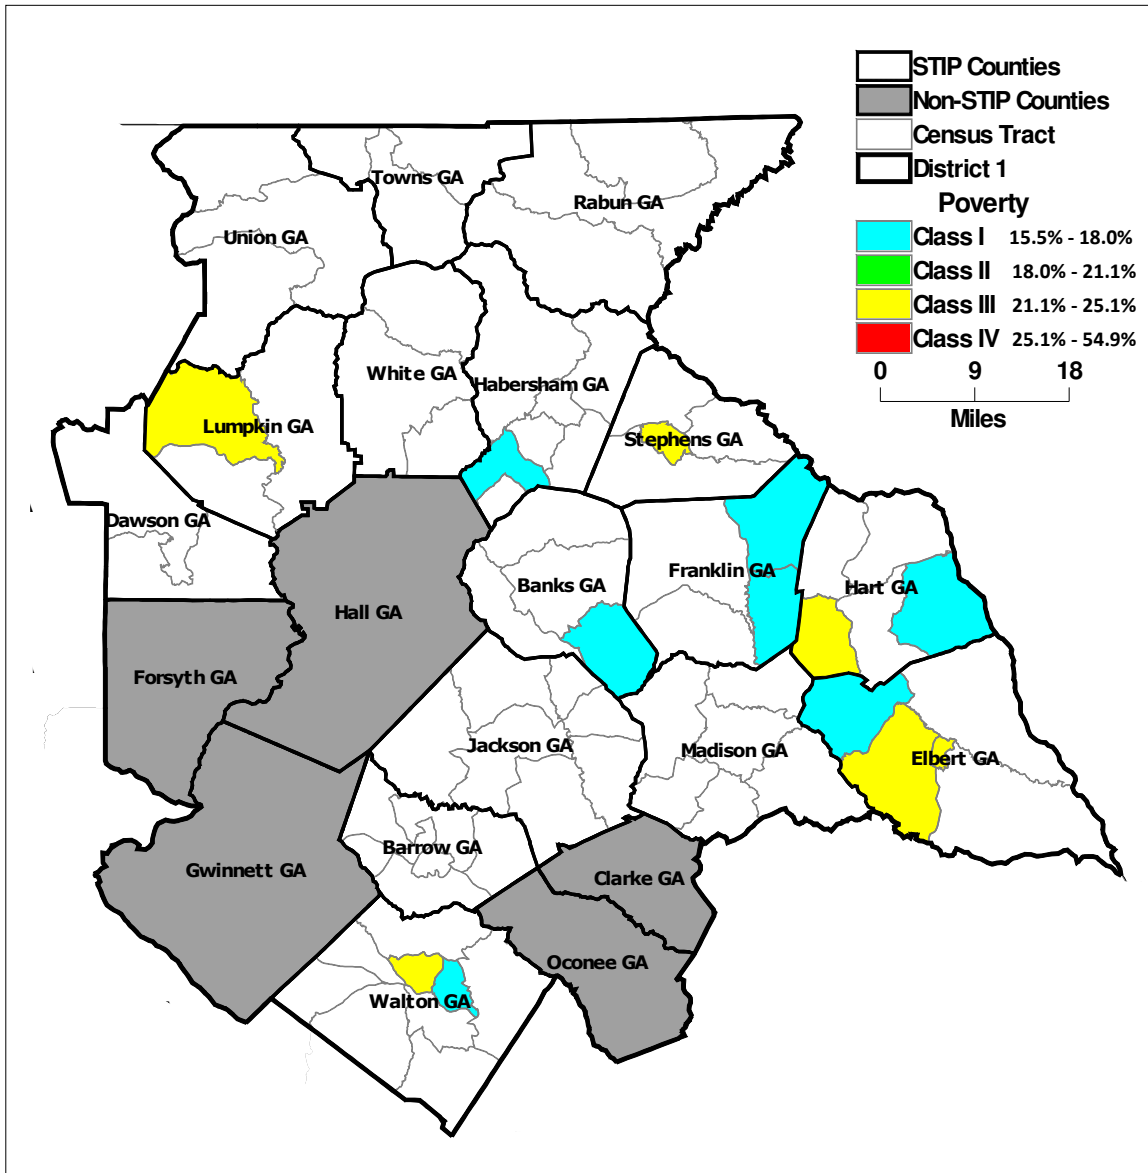 STIP Counties
Non-STIP Counties
Census Tract
District 1
Poverty
Class I 15.5% - 18.0%
Class II 18.0% - 21.1%
Class III 21.1% - 25.1%
Class IV 25.1% - 54.9%
0 9 18
Miles
Towns GA
Rabun GA
Union GA
White GA
Habersham GA
Lumpkin GA
Stephens GA
Dawson GA
Banks GA
Franklin GA
Hart GA
Hall GA
Forsyth GA
Jackson GA
Madison GA
Elbert GA
Barrow GA
Gwinnett GA
Clarke GA
Oconee GA
Walton GA